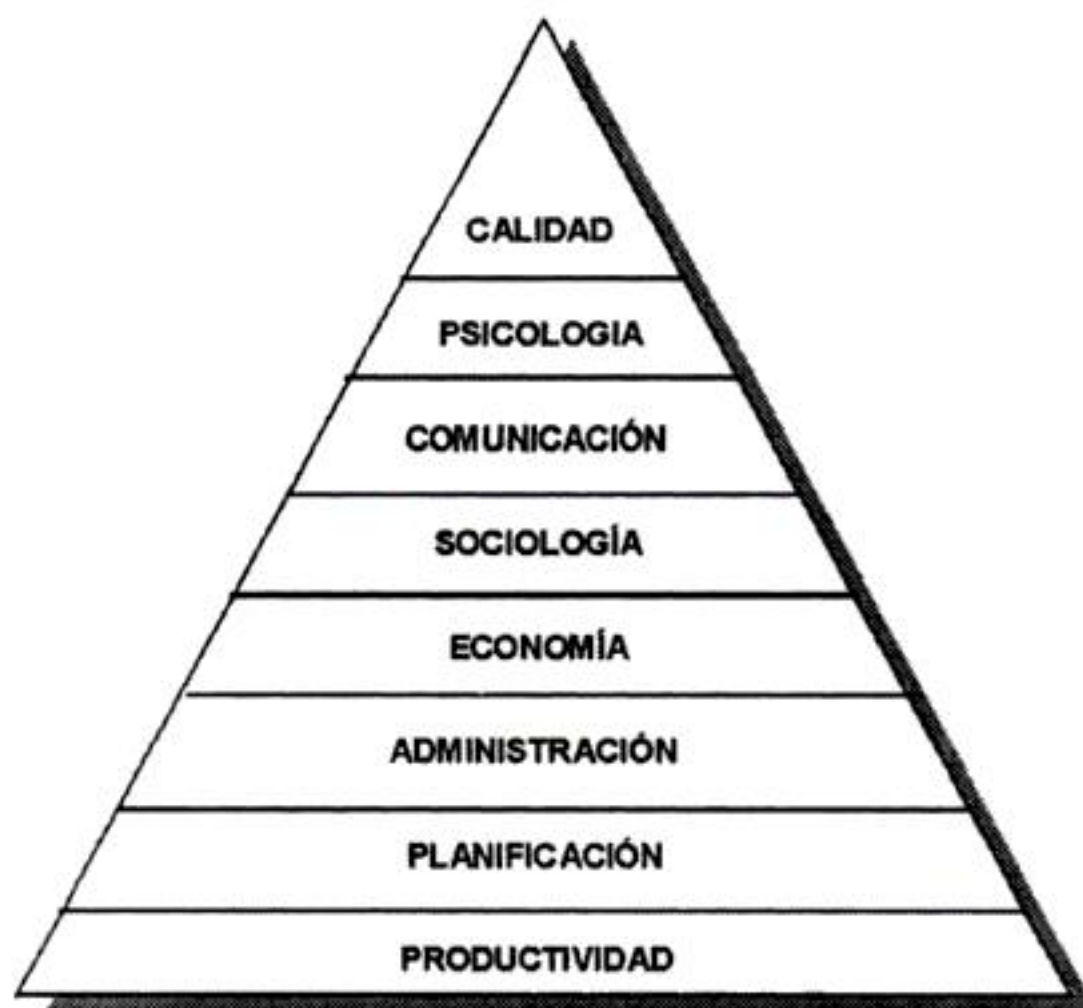 CALIDAD
PSICOLOGIA
COMUNICACIÓN
SOCIOLOGÍA
ECONOMÍA
ADMINISTRACIÓN
PLANIFICACIÓN
PRODUCTIVIDAD